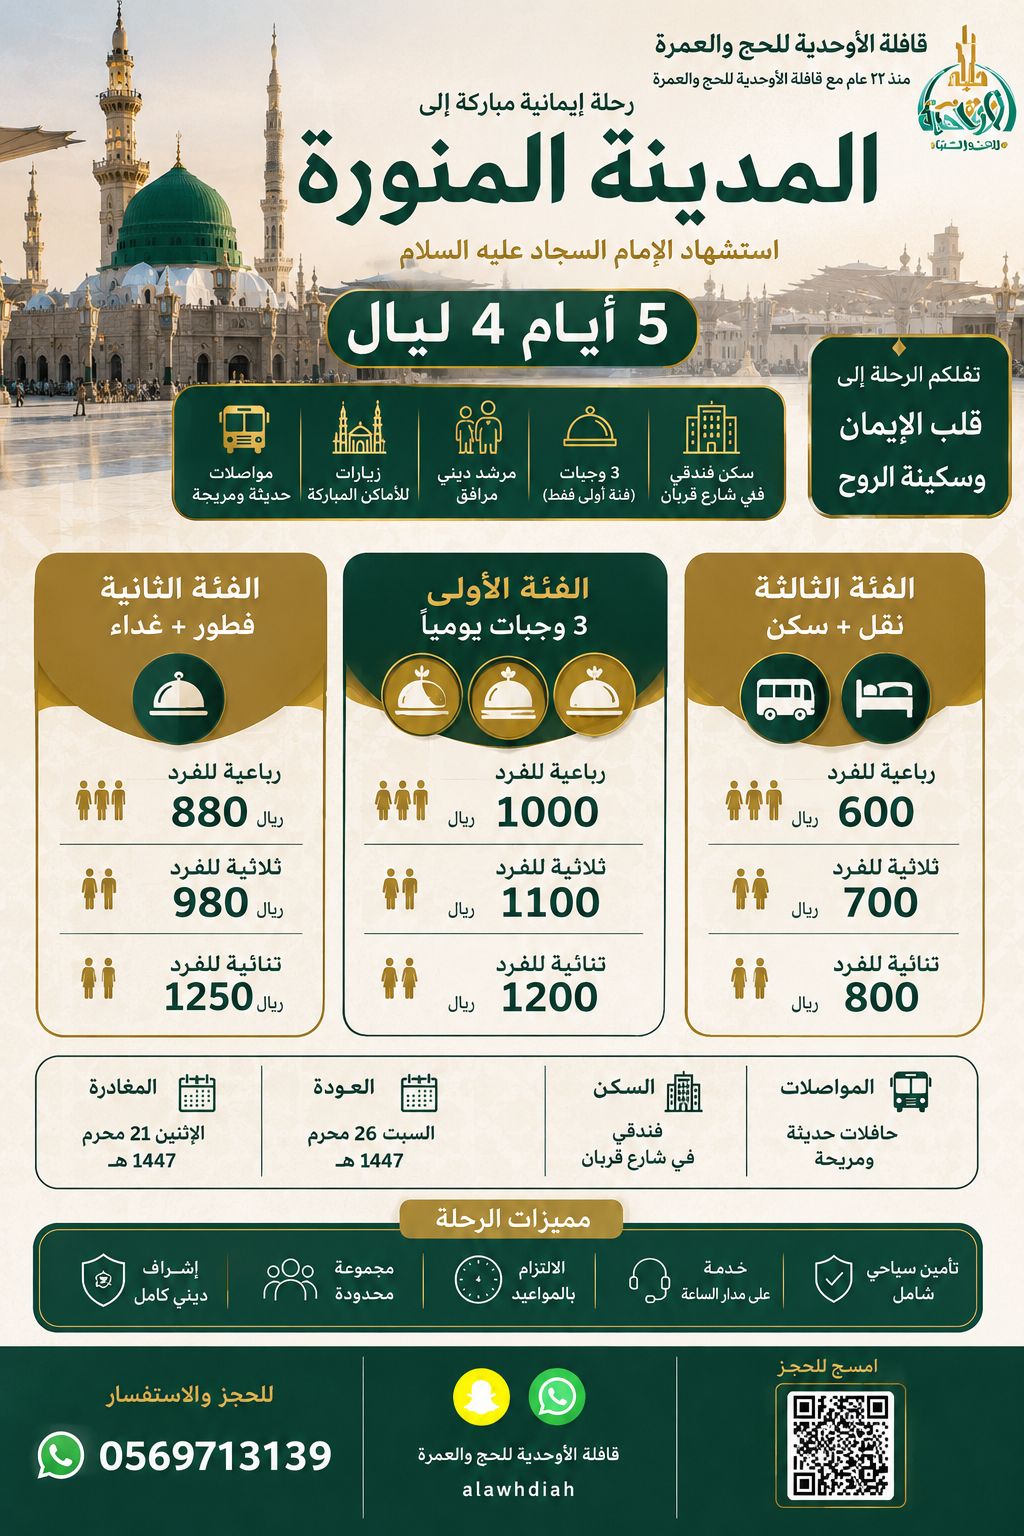 قافلة الأوحدية للحج والعمرة
منذ ٢٢ عام مع قافلة الأوحدية للحج والعمرة
رحلة إيمانية مباركة إلى
المدينة المنورة
استشهاد الإمام السجاد عليه السلام
5 أيام 4 ليال
تفلكم الرحلة إلى
قلب الإيمان
وسكينة الروح
سكن فندقي
في شارع قربان
3 وجبات
(فئة أولى فقط)
مرشد ديني
مرافق
زيارات
للأماكن المباركة
مواصلات
حديثة ومريحة
الفئة الثالثة
نقل + سكن
رباعية للفرد
600 ريال
ثلاثية للفرد
700 ريال
تنائية للفرد
800 ريال
الفئة الأولى
3 وجبات يومياً
رباعية للفرد
1000 ريال
ثلاثية للفرد
1100 ريال
تنائية للفرد
1200 ريال
الفئة الثانية
فطور + غداء
رباعية للفرد
880 ريال
ثلاثية للفرد
980 ريال
تنائية للفرد
1250 ريال
المواصلات
حافلات حديثة
ومريحة
السكن
فندقي
في شارع قربان
العودة
السبت 26 محرم
1447 هـ
المغادرة
الإثنين 21 محرم
1447 هـ
مميزات الرحلة
تأمين سياحي
شامل
خدمة
على مدار الساعة
الالتزام
بالمواعيد
مجموعة
محدودة
إشراف
ديني كامل
امسح للحجز
قافلة الأوحدية للحج والعمرة
alawhdiah
للحجز والاستفسار
0569713139